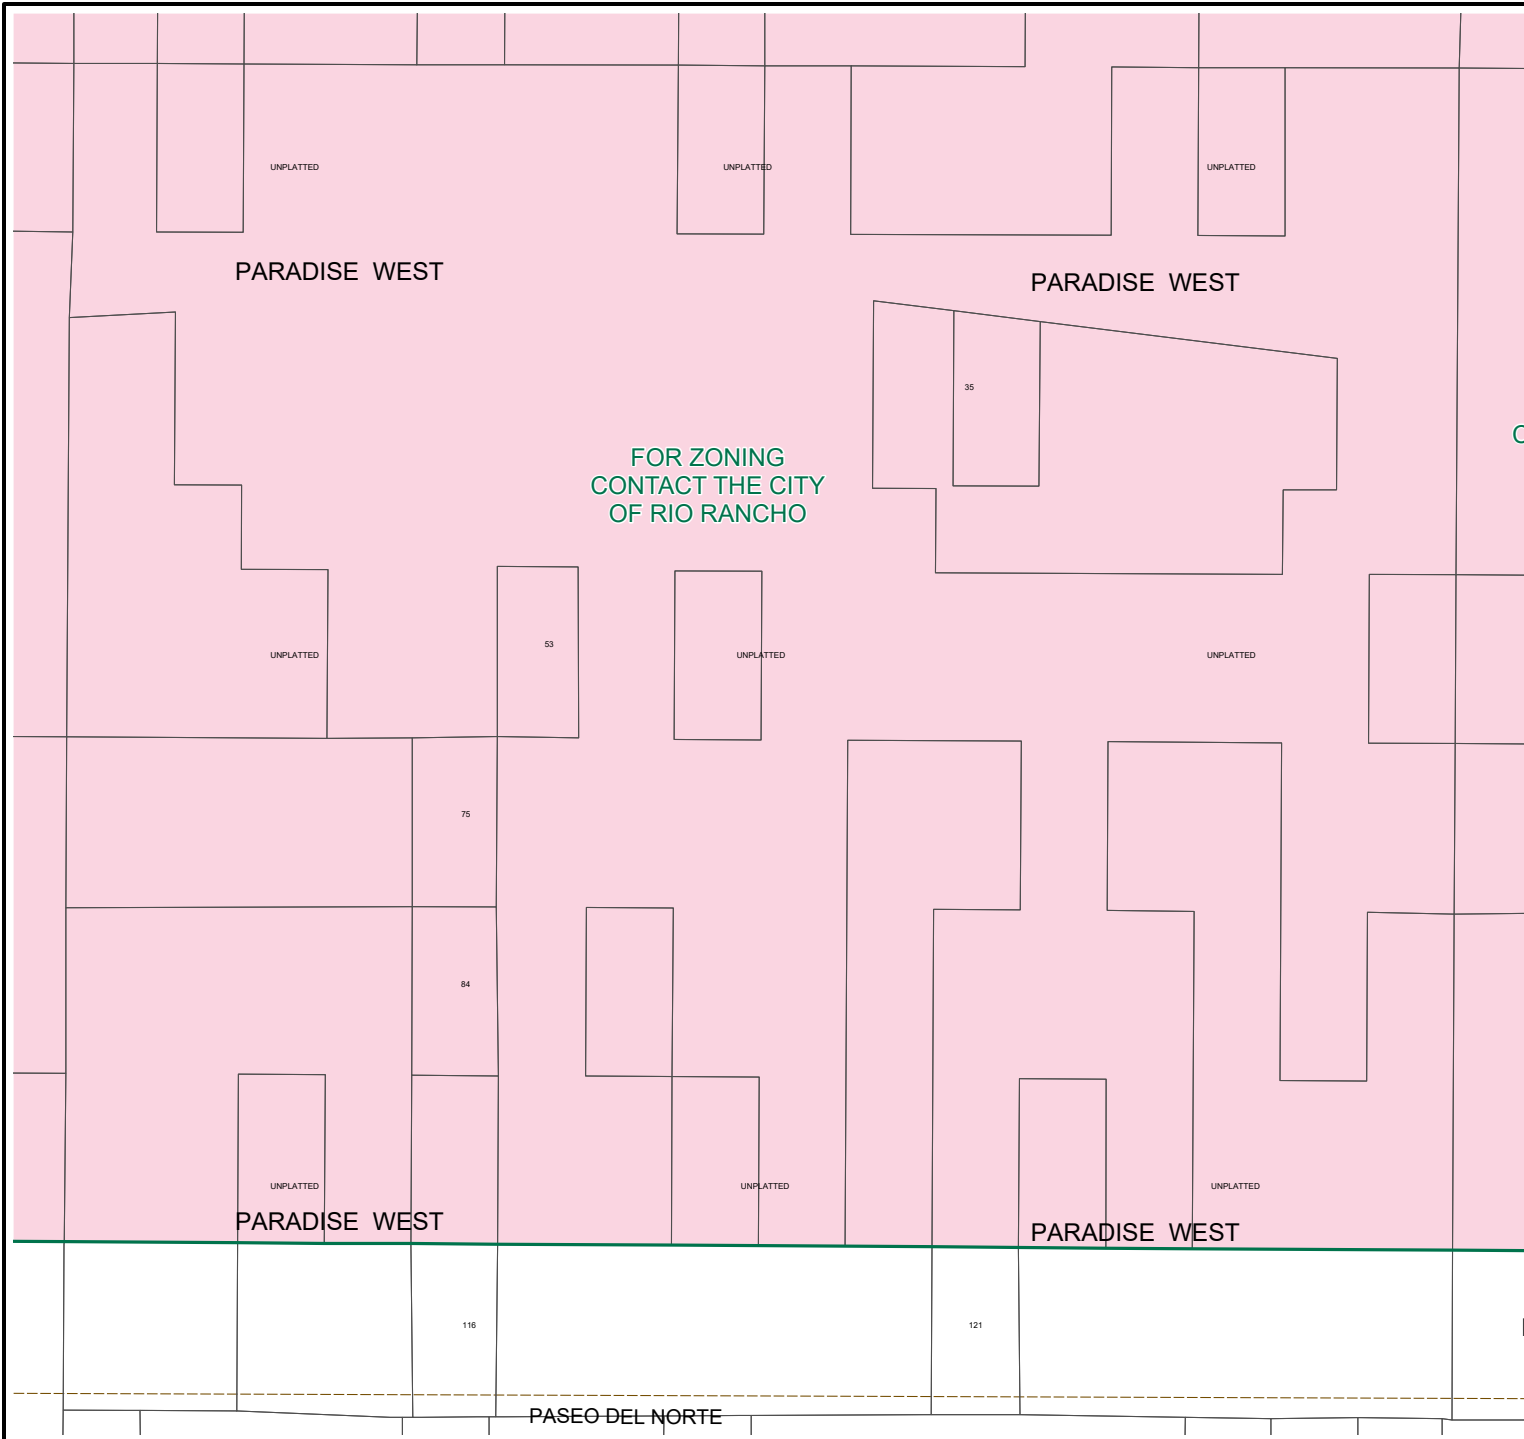 UNPLATTED
UNPLATTED
UNPLATTED
PARADISE WEST
PARADISE WEST
35
FOR ZONING
CONTACT THE CITY
OF RIO RANCHO
53
UNPLATTED
UNPLATTED
UNPLATTED
75
84
UNPLATTED
UNPLATTED
UNPLATTED
PARADISE WEST
PARADISE WEST
116
121
PASEO DEL NORTE